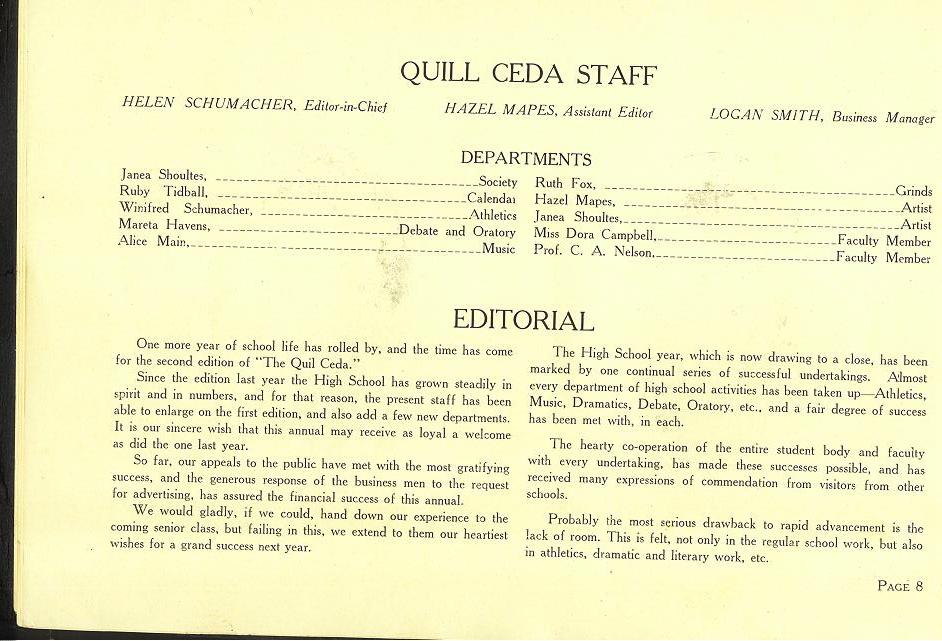 QUILL CEDA STAFF
HELEN SCHUMACHER, Editor-in-Chief HAZEL MAPES, Assistant Editor LOGAN SMITH, Business Manager
DEPARTMENTS
Janea Shoultes, Society
Ruby Tidball, Calendar
Winifred Schumacher, Athletics
Mareta Havens, Debate and Oratory
Alice Main, Music
Ruth Fox, Grinds
Hazel Mapes, Artist
Janea Shoultes, Artist
Miss Dora Campbell, Faculty Member
Prof. C. A. Nelson, Faculty Member
EDITORIAL
One more year of school life has rolled by, and the time has come
for the second edition of "The Quil Ceda."
Since the edition last year the High School has grown steadily in
spirit and in numbers, and for that reason, the present staff has been
able to enlarge on the first edition, and also add a few new departments.
It is our sincere wish that this annual may receive as loyal a welcome
as did the one last year.
So far, our appeals to the public have met with the most gratifying
success, and the generous response of the business men to the request
for advertising, has assured the financial success of this annual.
We would gladly, if we could, hand down our experience to the
coming senior class, but failing in this, we extend to them our heartiest
wishes for a grand success next year.
The High School year, which is now drawing to a close, has been
marked by one continual series of successful undertakings. Almost
every department of high school activities has been taken up—Athletics,
Music, Dramatics, Debate, Oratory, etc., and a fair degree of success
has been met with, in each.
The hearty co-operation of the entire student body and faculty
with every undertaking, has made these successes possible, and has
received many expressions of commendation from visitors from other
schools.
Probably the most serious drawback to rapid advancement is the
lack of room. This is felt, not only in the regular school work, but also
in athletics, dramatic and literary work, etc.
PAGE 8